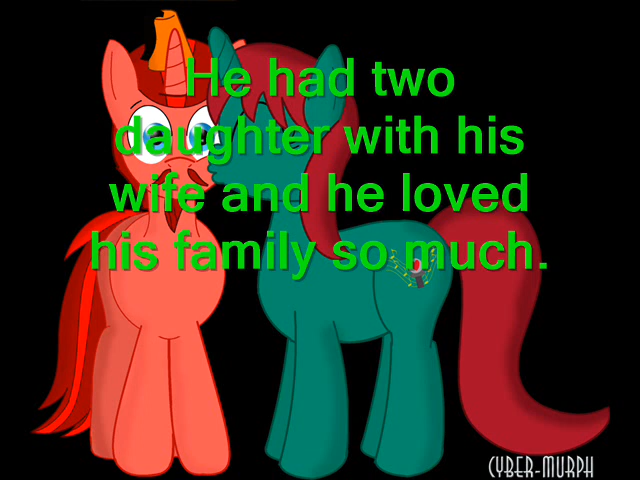 He had two
daughter with his
wife and he loved
his family so much.
CYBER-MURPH